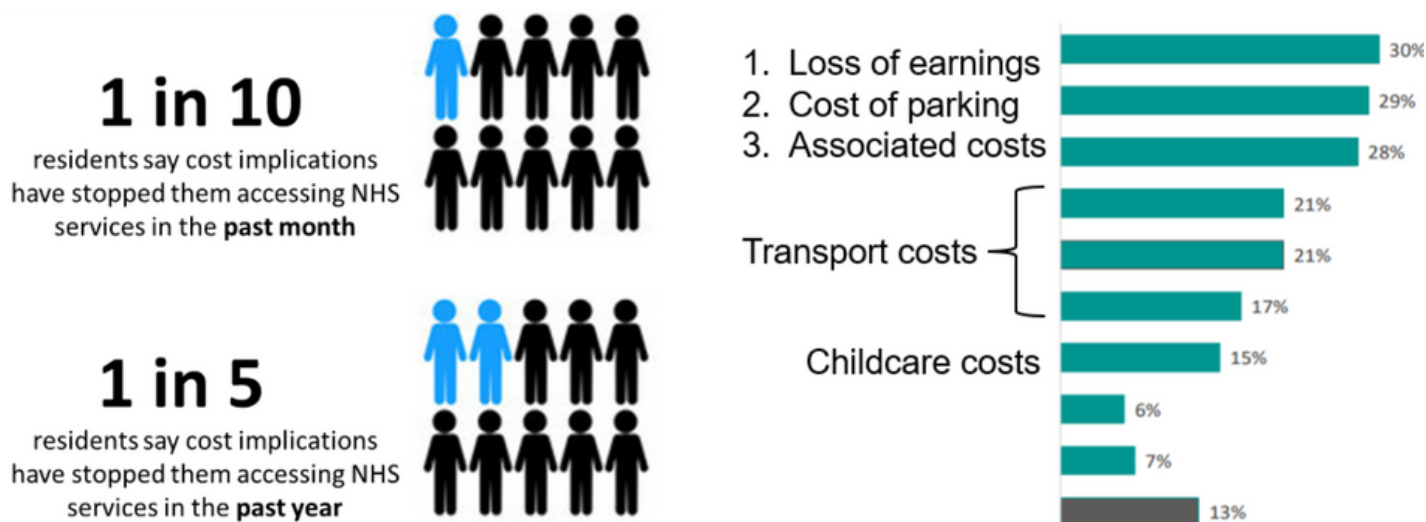 1 in 10
residents say cost implications
have stopped them accessing NHS
services in the past month
1 in 5
residents say cost implications
have stopped them accessing NHS
services in the past year
1. Loss of earnings
2. Cost of parking
3. Associated costs
Transport costs
Childcare costs
30%
29%
28%
21%
21%
17%
15%
6%
7%
13%